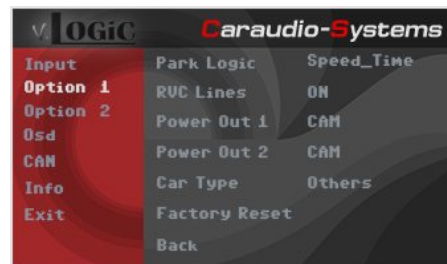 v.LOGiC Caraudio-Systems
Input
Option 1
Option 2
Osd
CAN
Info
Exit
Park Logic Speed_Time
RVC Lines ON
Power Out 1 CAM
Power Out 2 CAM
Car Type Others
Factory Reset
Back